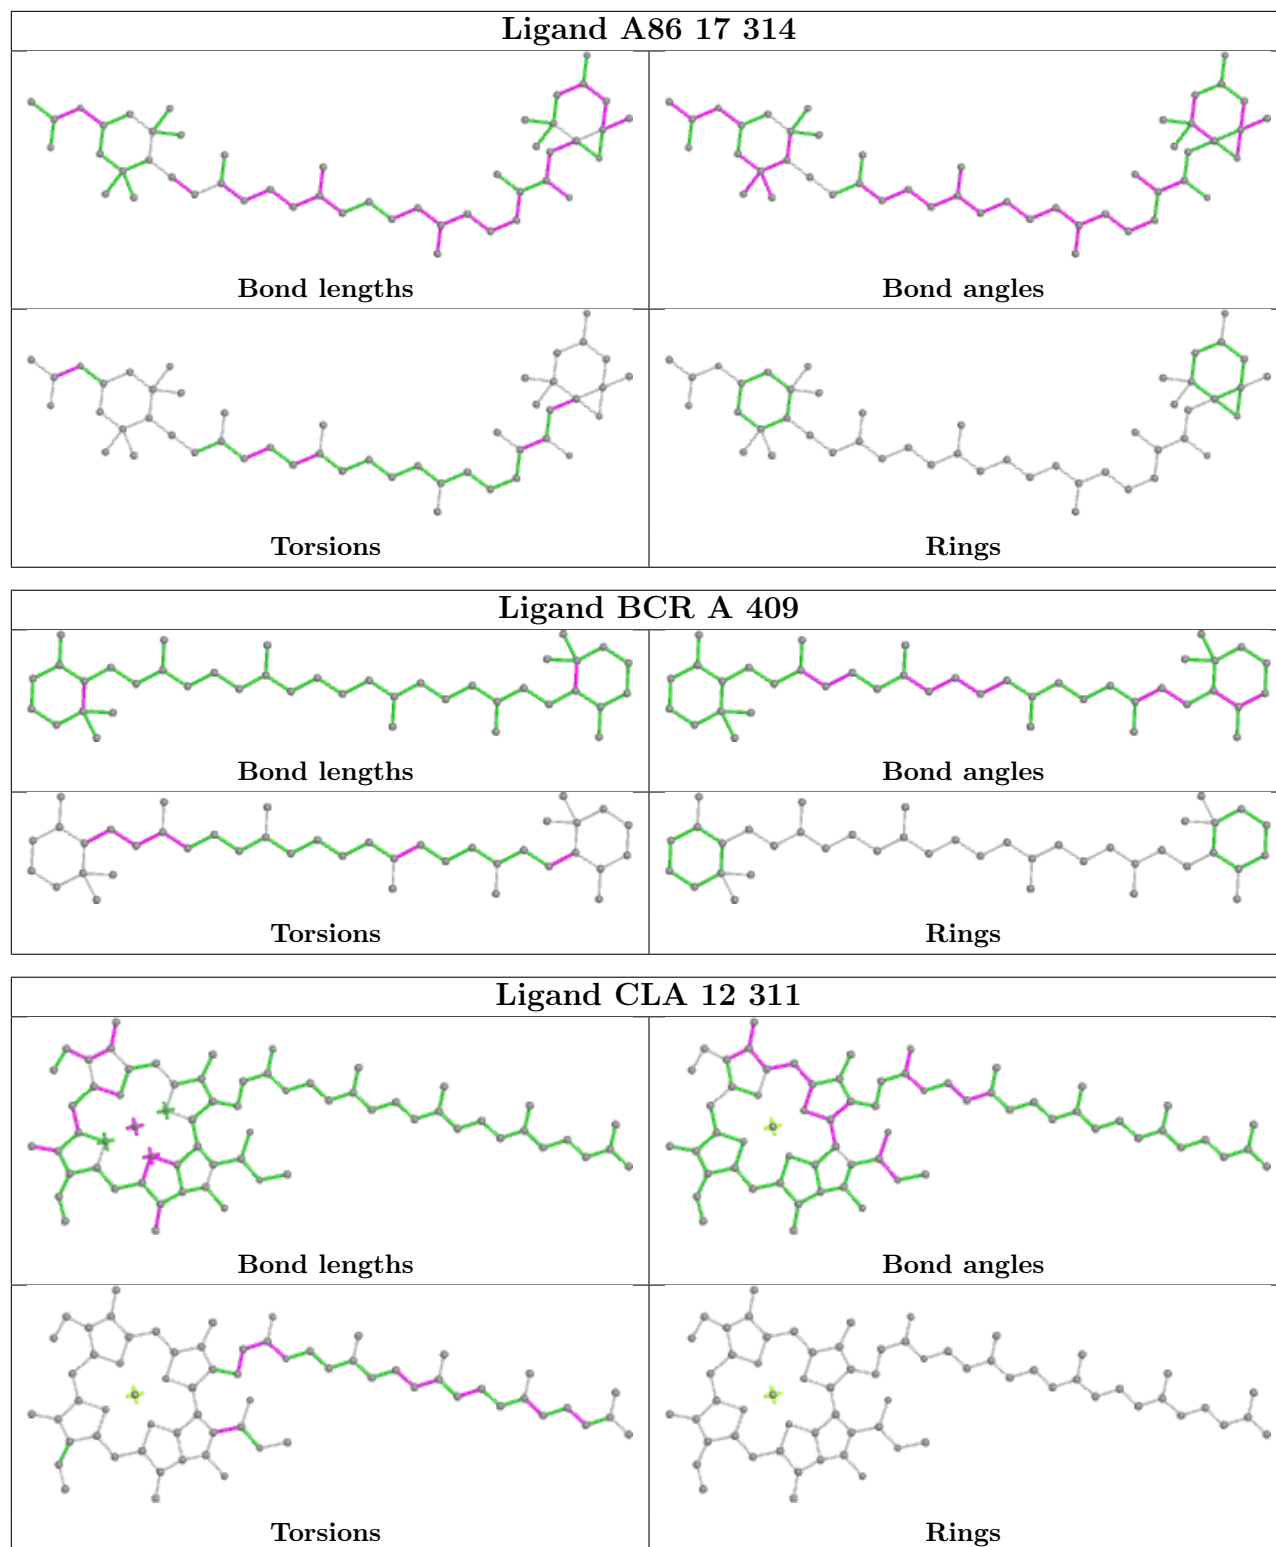 Ligand A86 17 314
Bond lengths
Bond angles
Torsions
Rings
Ligand BCR A 409
Bond lengths
Bond angles
Torsions
Rings
Ligand CLA 12 311
Bond lengths
Bond angles
Torsions
Rings